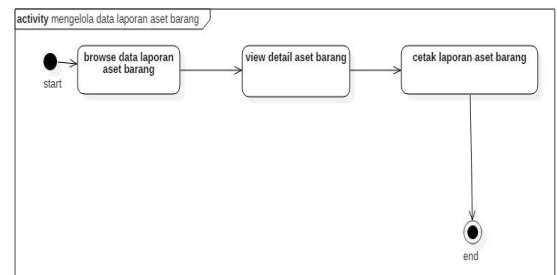 activity mengelola data laporan aset barang
browse data laporan
aset barang
view detail aset barang
cetak laporan aset barang
start
end